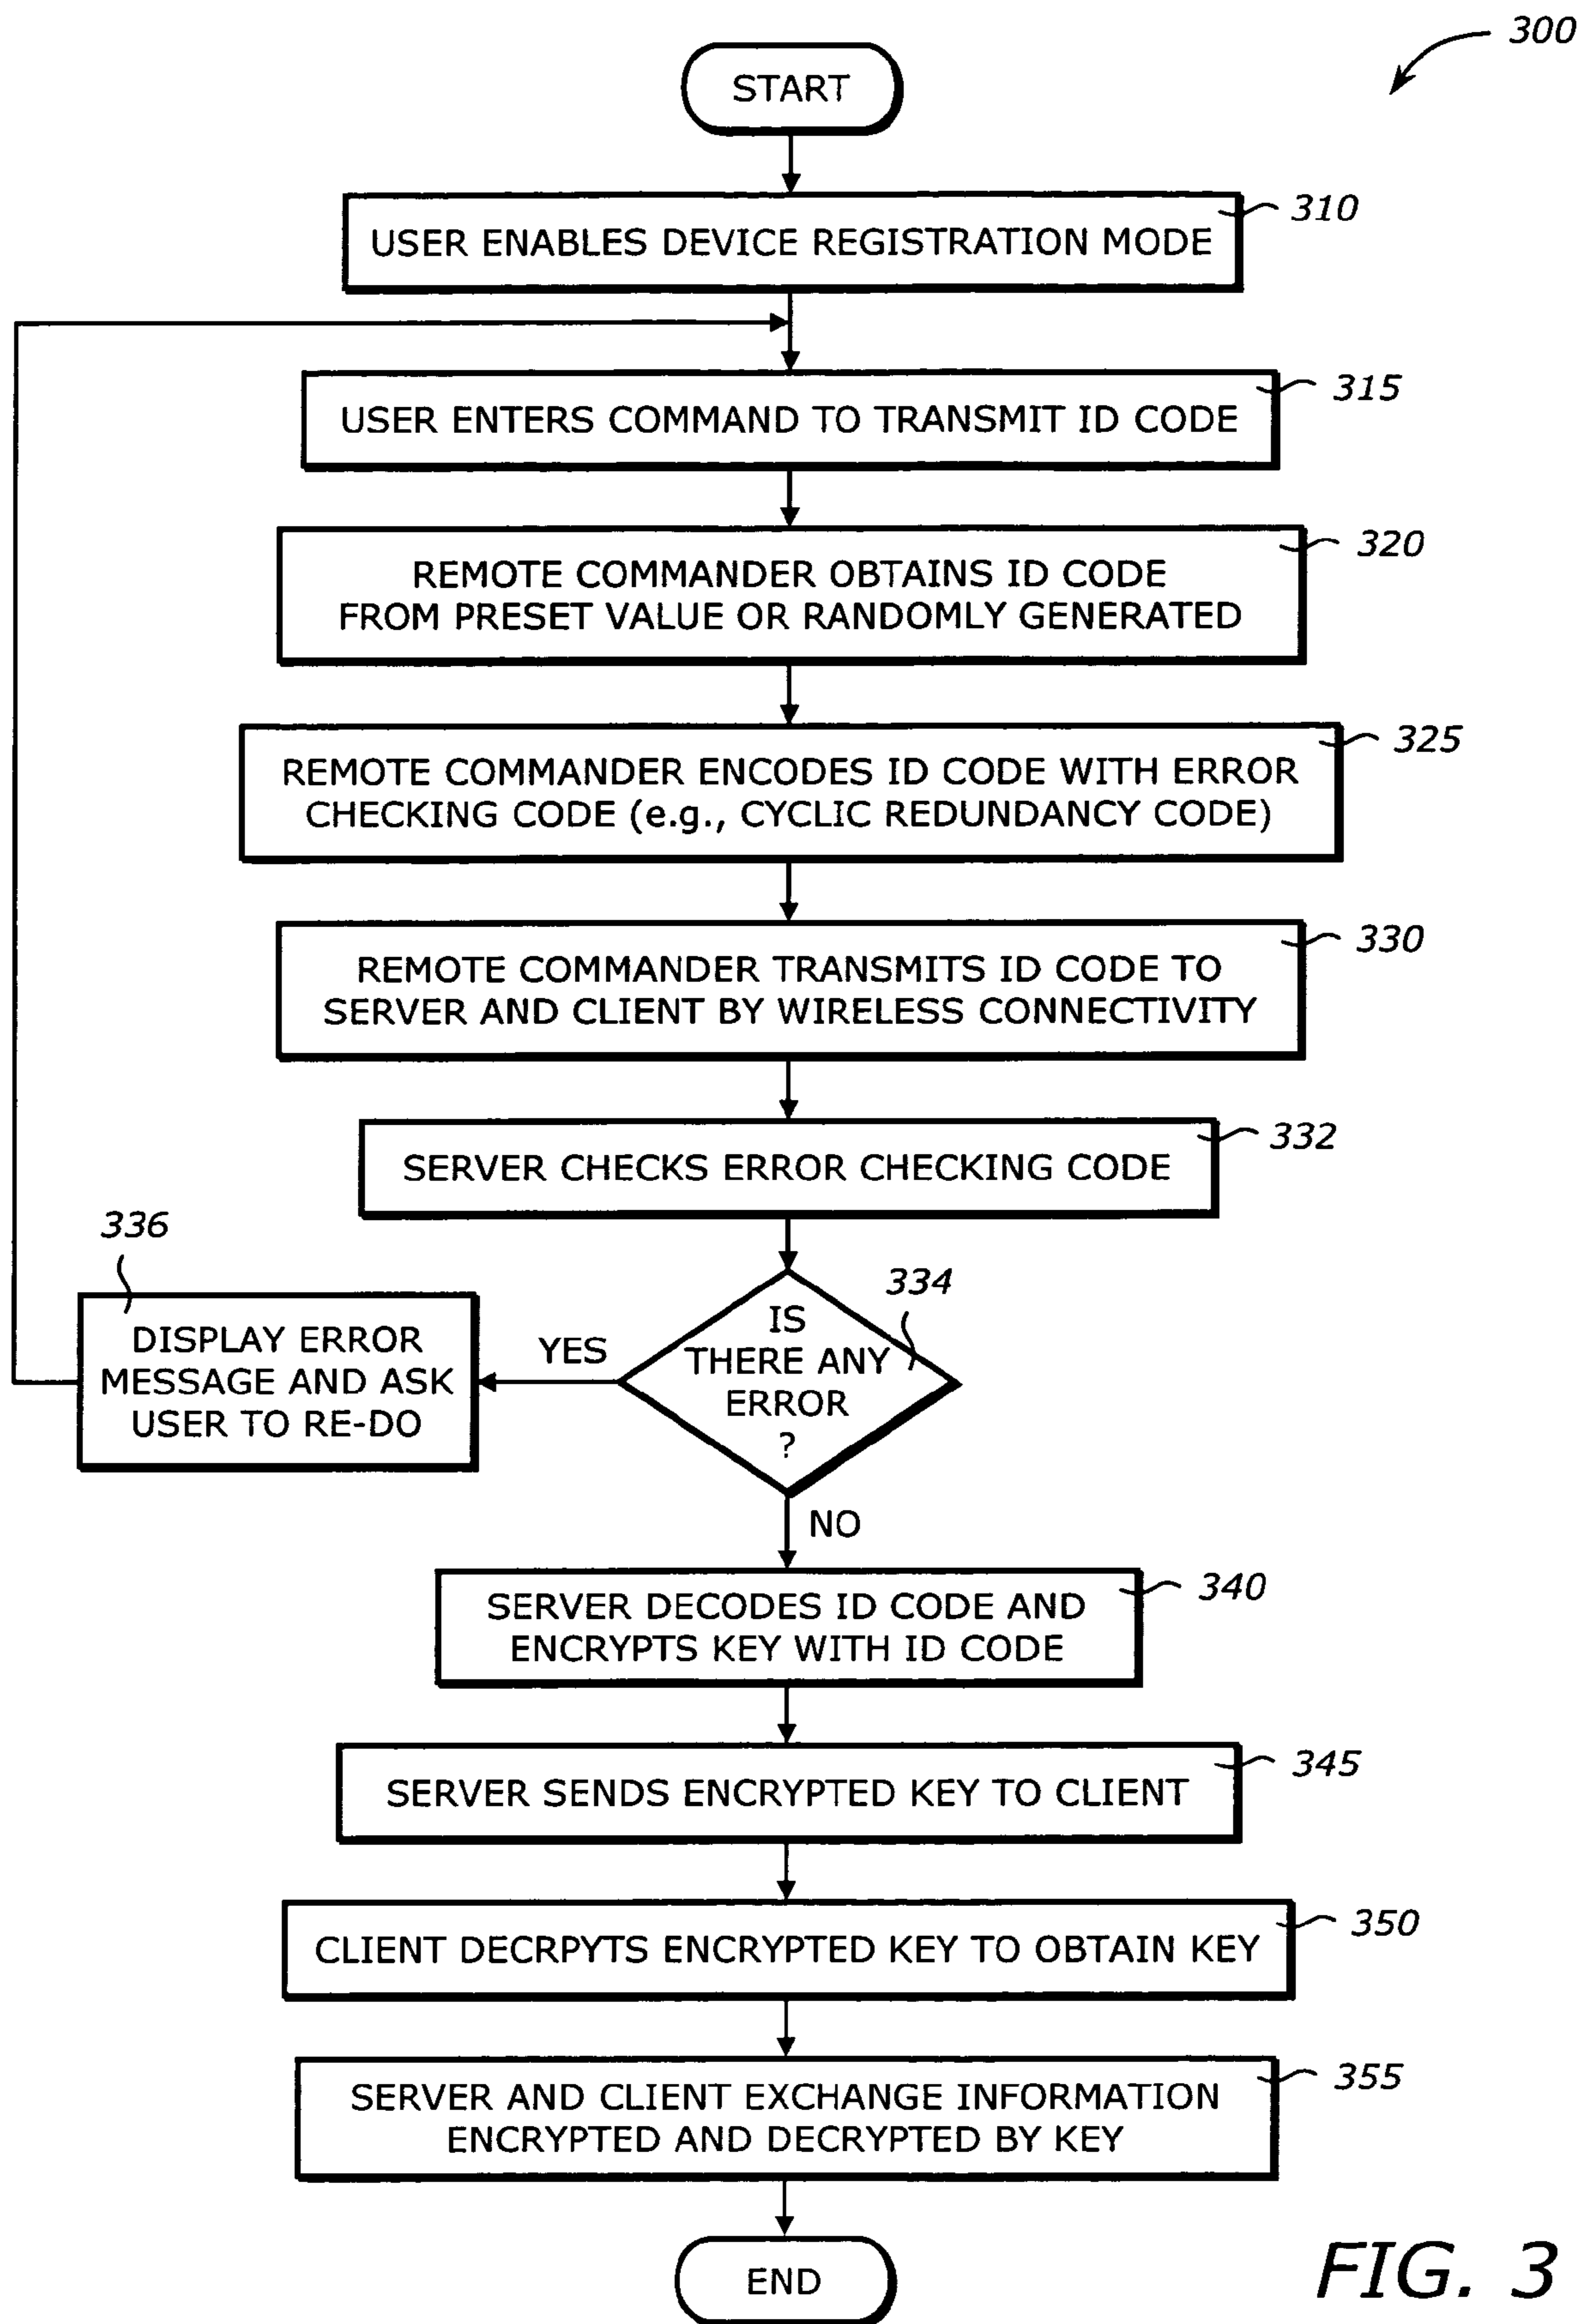 300
START
310
USER ENABLES DEVICE REGISTRATION MODE
315
USER ENTERS COMMAND TO TRANSMIT ID CODE
320
REMOTE COMMANDER OBTAINS ID CODE
FROM PRESET VALUE OR RANDOMLY GENERATED
325
REMOTE COMMANDER ENCODES ID CODE WITH ERROR
CHECKING CODE (e.g., CYCLIC REDUNDANCY CODE)
330
REMOTE COMMANDER TRANSMITS ID CODE TO
SERVER AND CLIENT BY WIRELESS CONNECTIVITY
332
SERVER CHECKS ERROR CHECKING CODE
334
IS
THERE ANY
ERROR
?
YES
336
DISPLAY ERROR
MESSAGE AND ASK
USER TO RE-DO
NO
340
SERVER DECODES ID CODE AND
ENCRYPTS KEY WITH ID CODE
345
SERVER SENDS ENCRYPTED KEY TO CLIENT
350
CLIENT DECRPYTS ENCRYPTED KEY TO OBTAIN KEY
355
SERVER AND CLIENT EXCHANGE INFORMATION
ENCRYPTED AND DECRYPTED BY KEY
END
FIG. 3